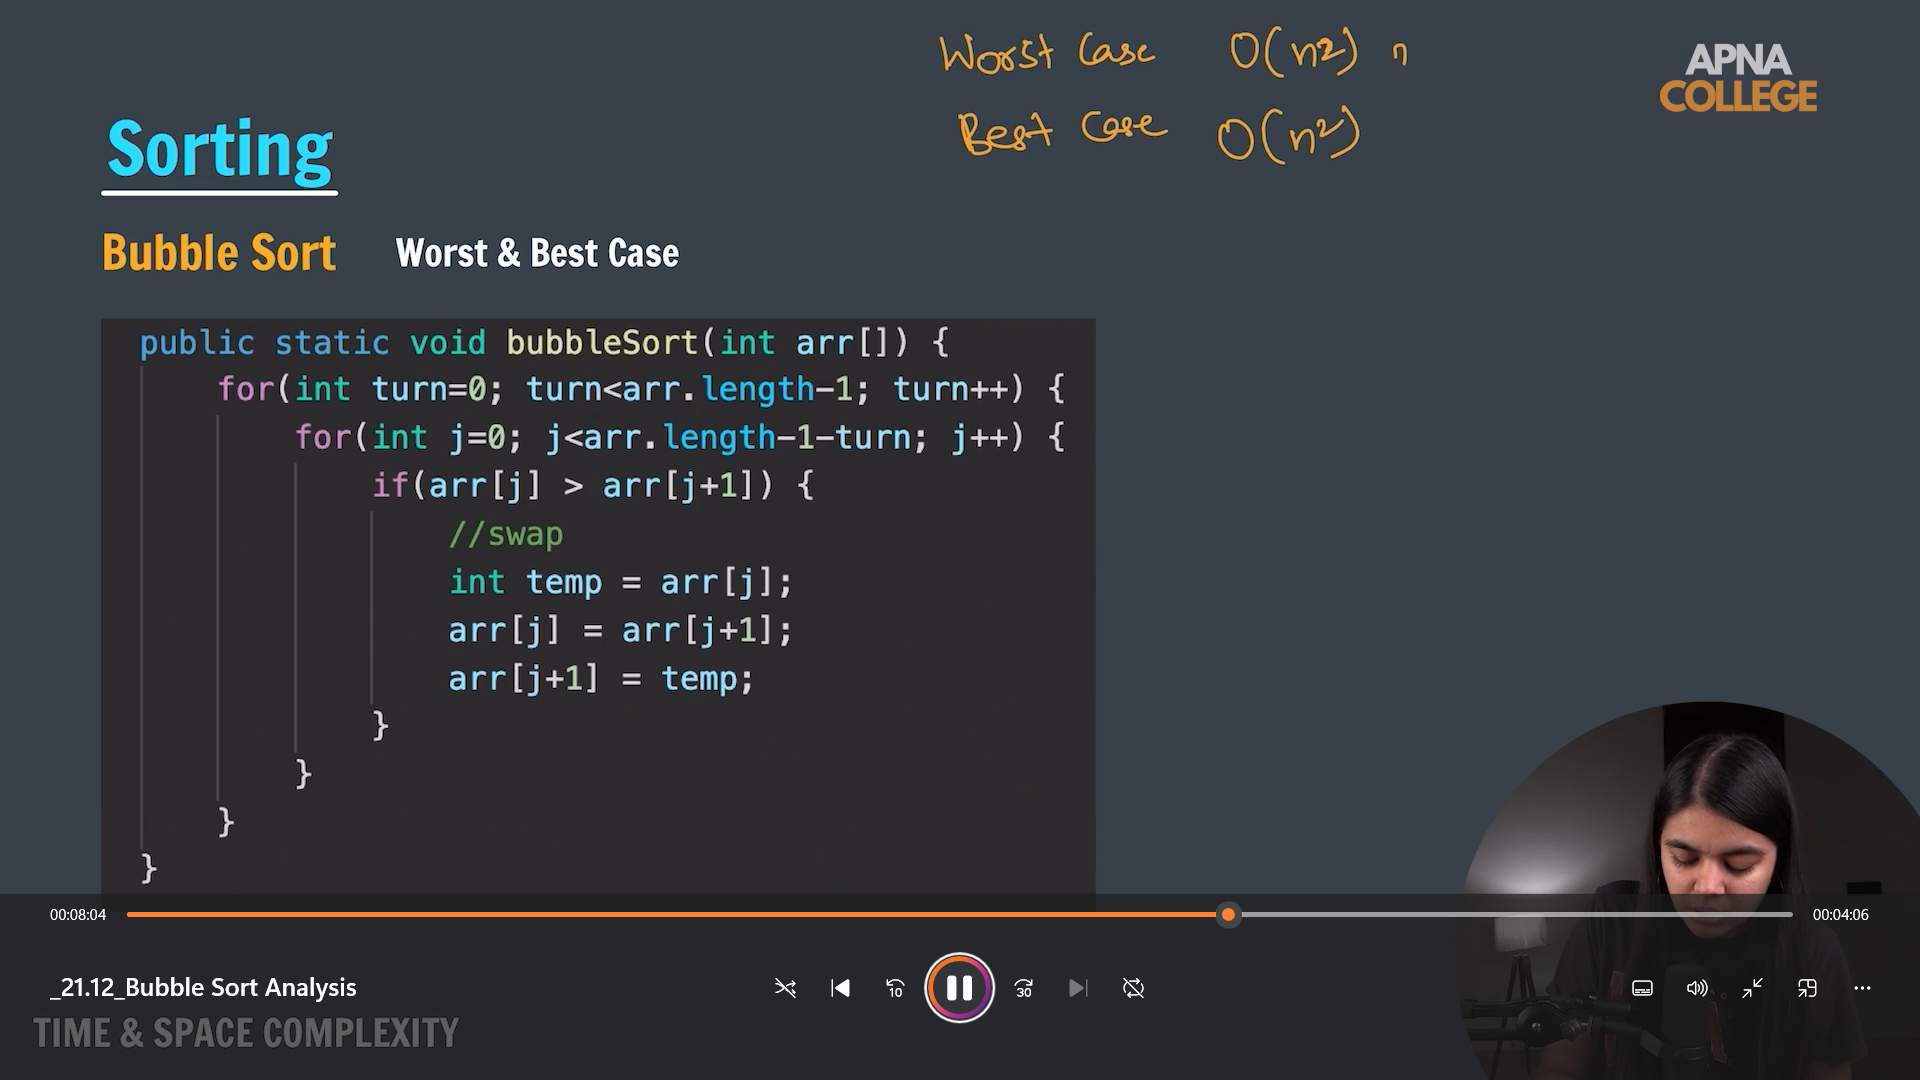 Worst Case O(n2) n
Best Case O(n2)
APNA
COLLEGE
Sorting
Bubble Sort Worst & Best Case
public static void bubbleSort(int arr[]) {
for(int turn=0; turn<arr.length-1; turn++) {
for(int j=0; j<arr.length-1-turn; j++) {
if(arr[j] > arr[j+1]) {
//swap
int temp = arr[j];
arr[j] = arr[j+1];
arr[j+1] = temp;
}
}
}
}
00:08:04 00:04:06
_21.12_Bubble Sort Analysis
10 30
TIME & SPACE COMPLEXITY